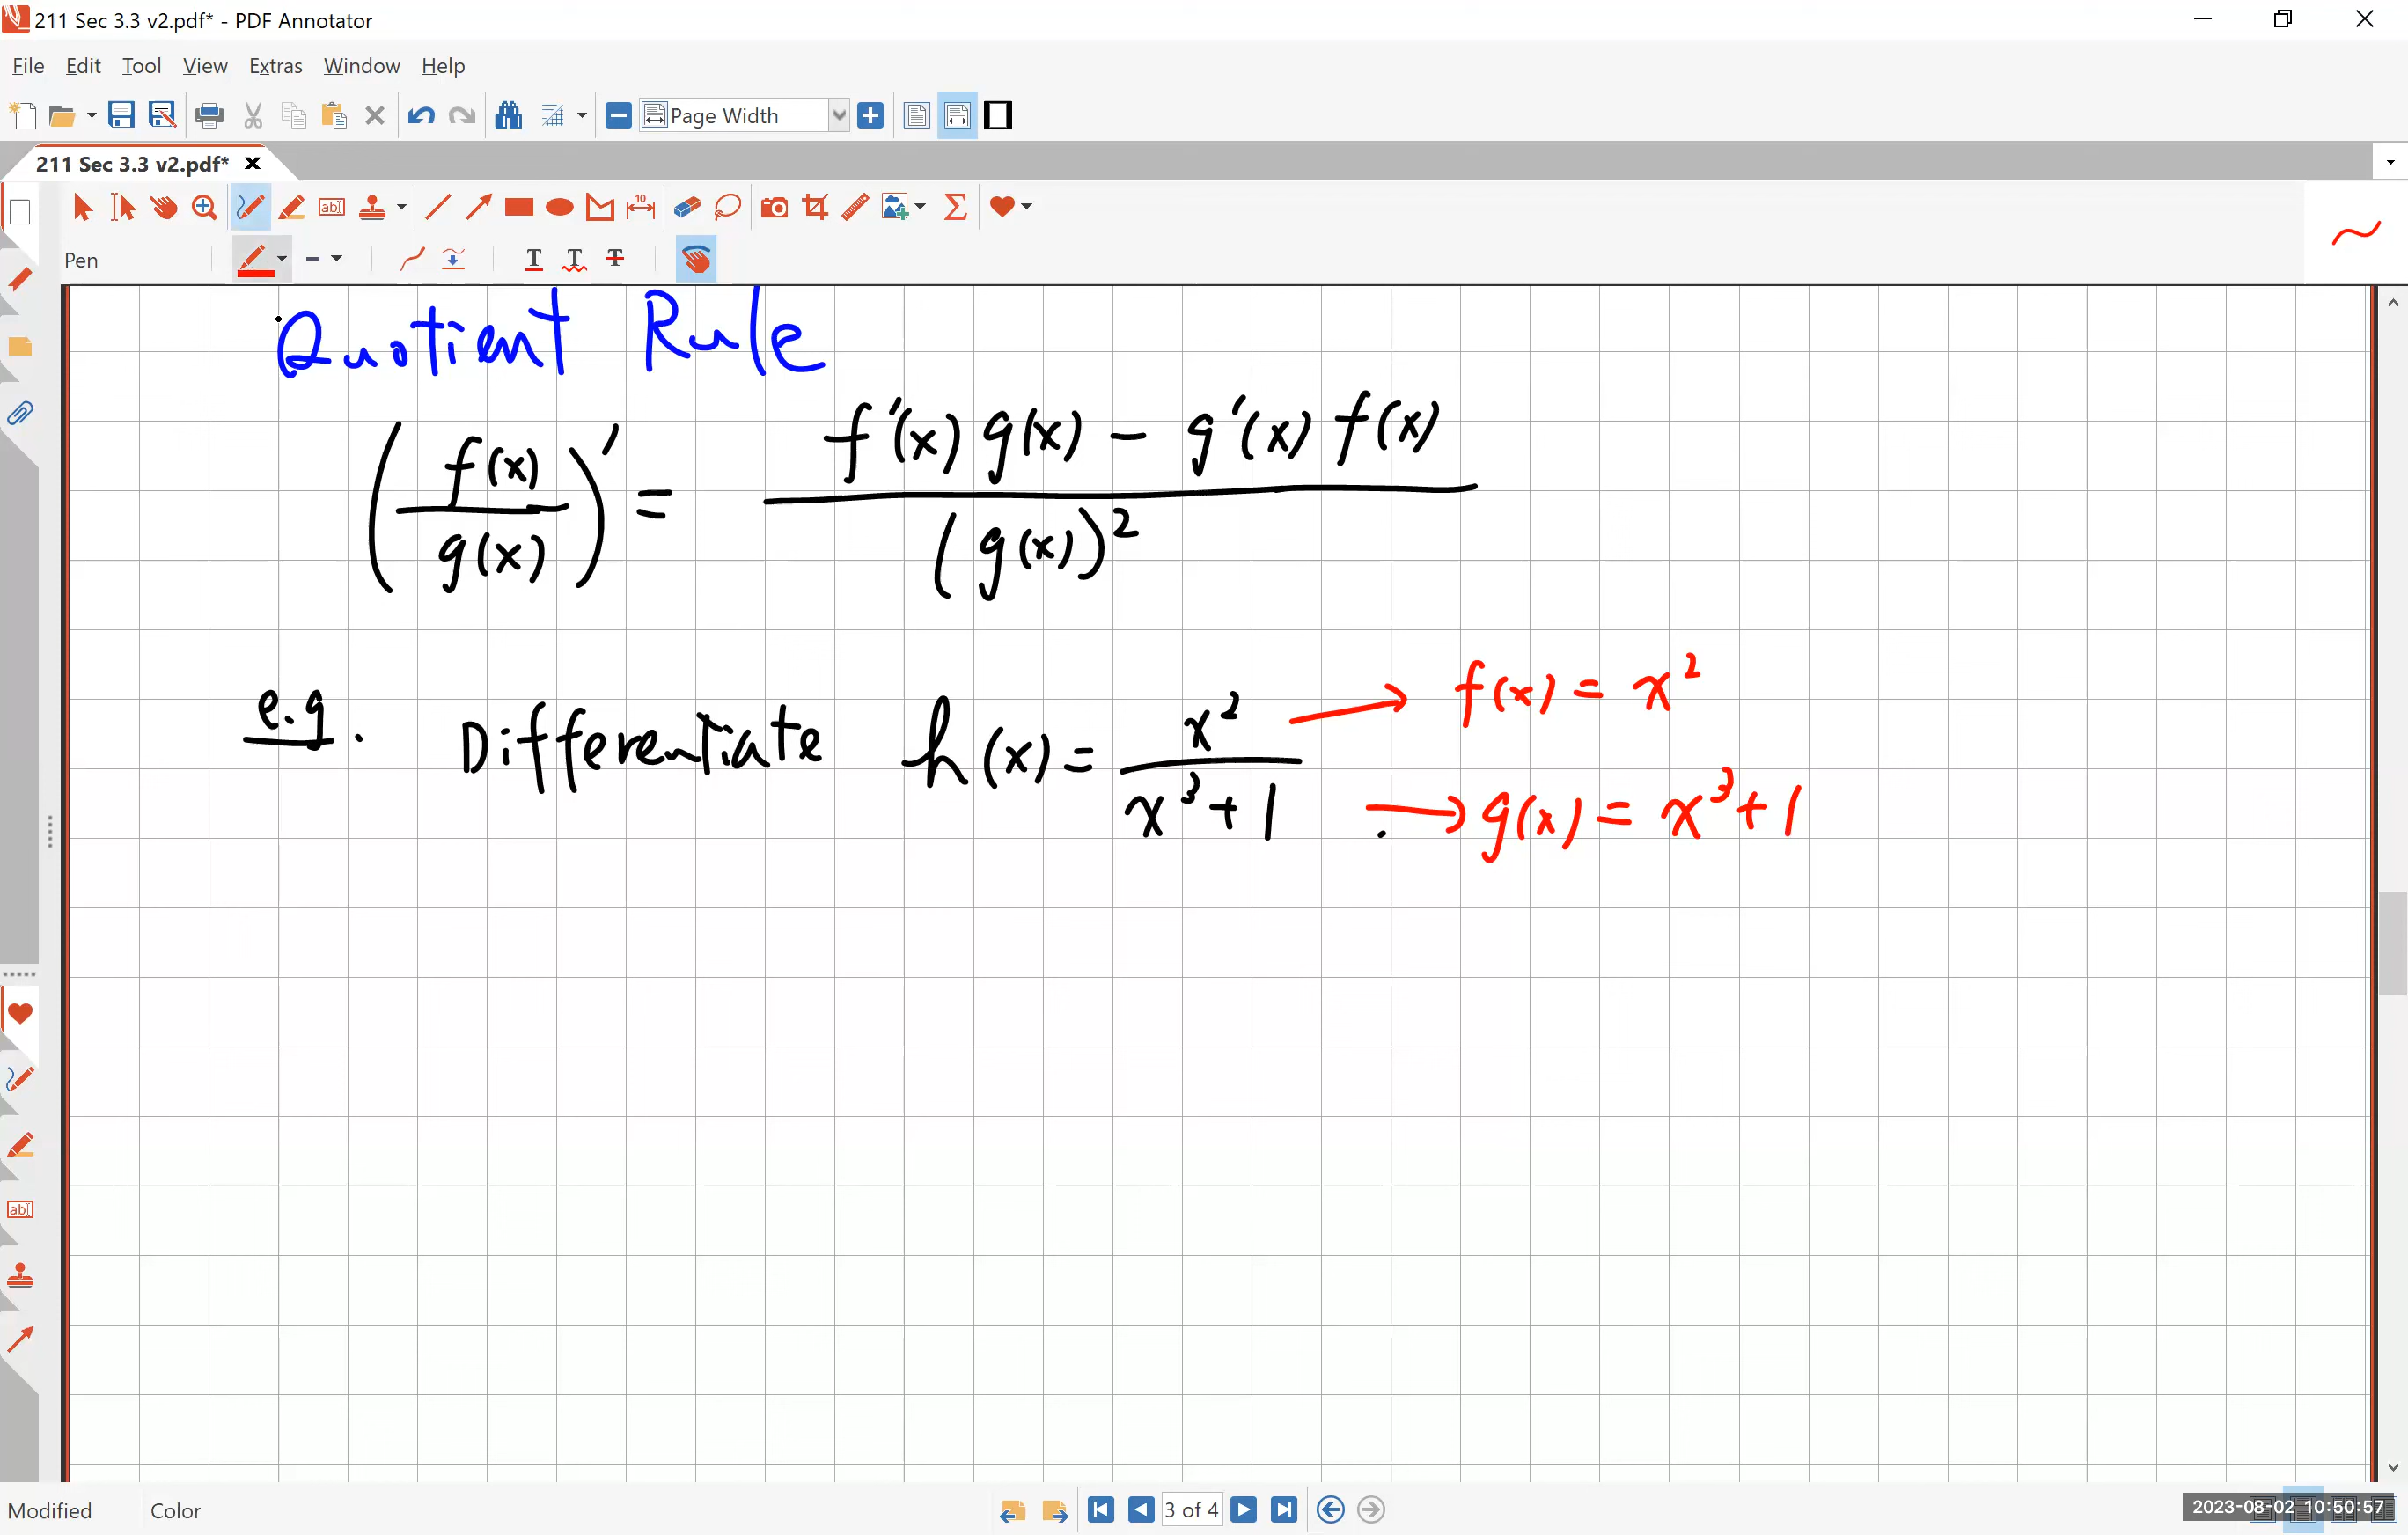 211 Sec 3.3 v2.pdf* - PDF Annotator
File Edit Tool View Extras Window Help
Page Width
211 Sec 3.3 v2.pdf*
Pen
Quotient Rule
(f(x)/g(x))' = (f'(x) g(x) - g'(x) f(x))/(g(x))²
e.g. Differentiate h(x) = x²/(x³+1) → f(x) = x²
→ g(x) = x³+1
Modified Color 3 of 4 2023-08-02 10:50:57